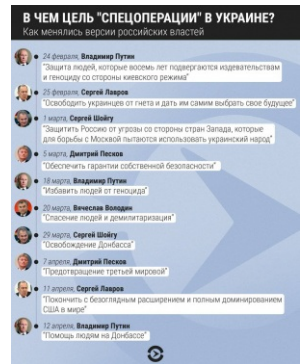 В ЧЕМ ЦЕЛЬ "СПЕЦОПЕРАЦИИ" В УКРАИНЕ?
Как менялись версии российских властей
24 февраля, Владимир Путин
"Защита людей, которые восемь лет подвергаются издевательствам
и геноциду со стороны киевского режима"
25 февраля, Сергей Лавров
"Освободить украинцев от гнета и дать им самим выбрать свое будущее"
1 марта, Сергей Шойгу
"Защитить Россию от угрозы со стороны стран Запада, которые
для борьбы с Москвой пытаются использовать украинский народ"
5 марта, Дмитрий Песков
"Обеспечить гарантии собственной безопасности"
18 марта, Владимир Путин
"Избавить людей от геноцида"
20 марта, Вячеслав Володин
"Спасение людей и демилитаризация"
29 марта, Сергей Шойгу
"Освобождение Донбасса"
7 апреля, Дмитрий Песков
"Предотвращение третьей мировой"
11 апреля, Сергей Лавров
"Покончить с безоглядным расширением и полным доминированием
США в мире"
12 апреля, Владимир Путин
"Помощь людям на Донбассе"